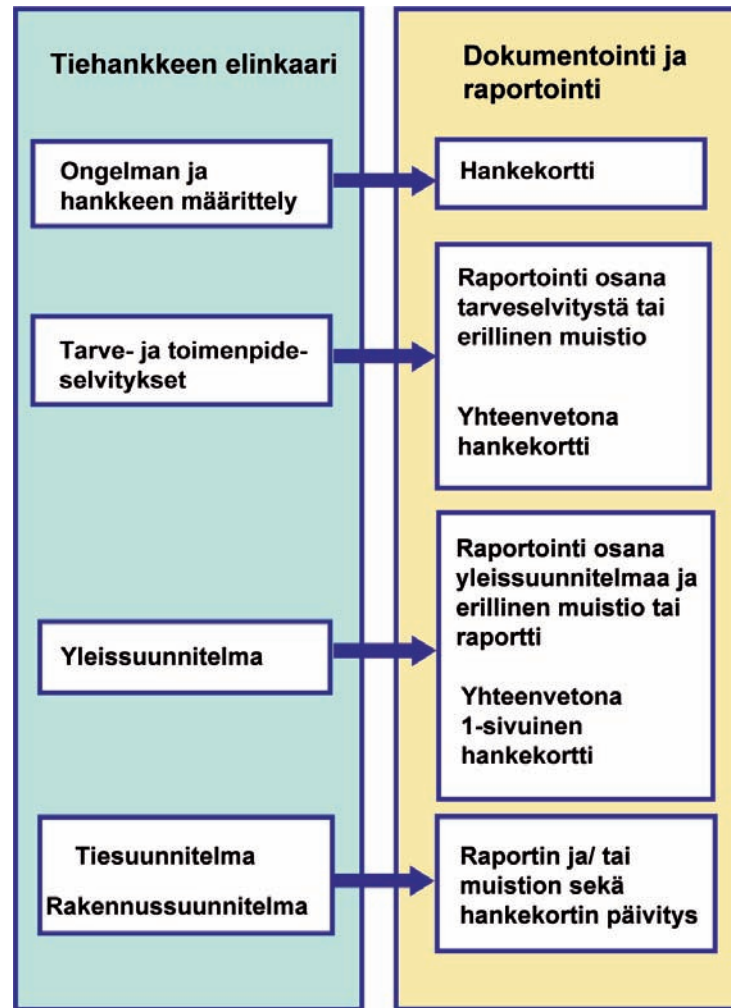 Tiehankkeen elinkaari
Dokumentointi ja
raportointi
Ongelman ja
hankkeen määrittely
Hankekortti
Tarve- ja toimenpide-
selvitykset
Raportointi osana
tarveselvitystä tai
erillinen muistio
Yhteenvetona
hankekortti
Yleissuunnitelma
Raportointi osana
yleissuunnitelmaa ja
erillinen muistio tai
raportti
Yhteenvetona
1-sivuinen
hankekortti
Tiesuunnitelma
Rakennussuunnitelma
Raportin ja/ tai
muistion sekä
hankekortin päivitys